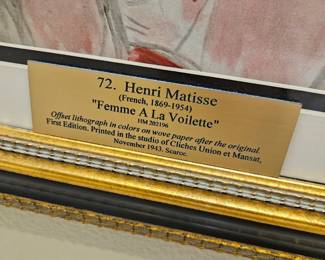 72. Henri Matisse
(French, 1869-1954)
"Femme A La Voilette"
HM 202196
Offset lithograph in colors on wove paper after the original.
First Edition. Printed in the studio of Cliches Union et Mansat,
November 1943. Scarce.